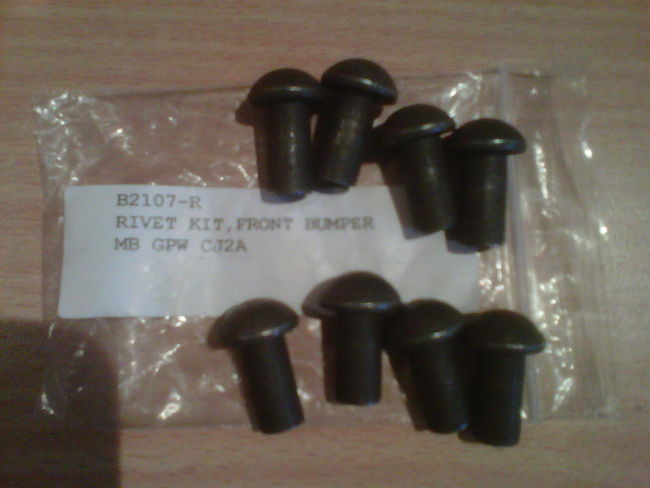 B2107-R
RIVET KIT,FRONT BUMPER
MB GPW CJ2A